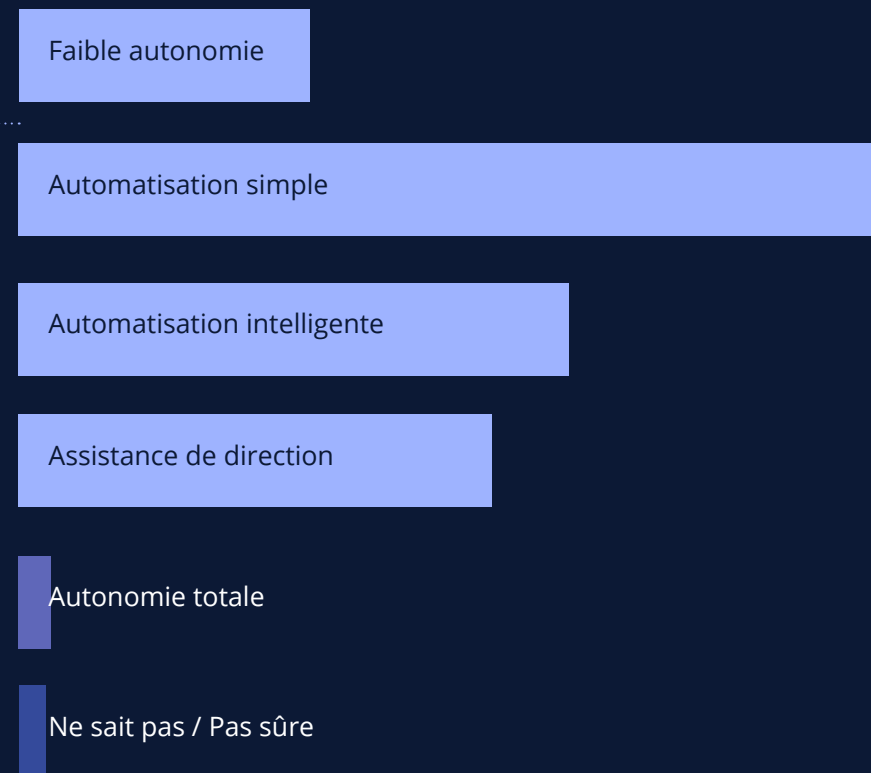 Faible autonomie
....
Automatisation simple
Automatisation intelligente
Assistance de direction
Autonomie totale
Ne sait pas / Pas sûre